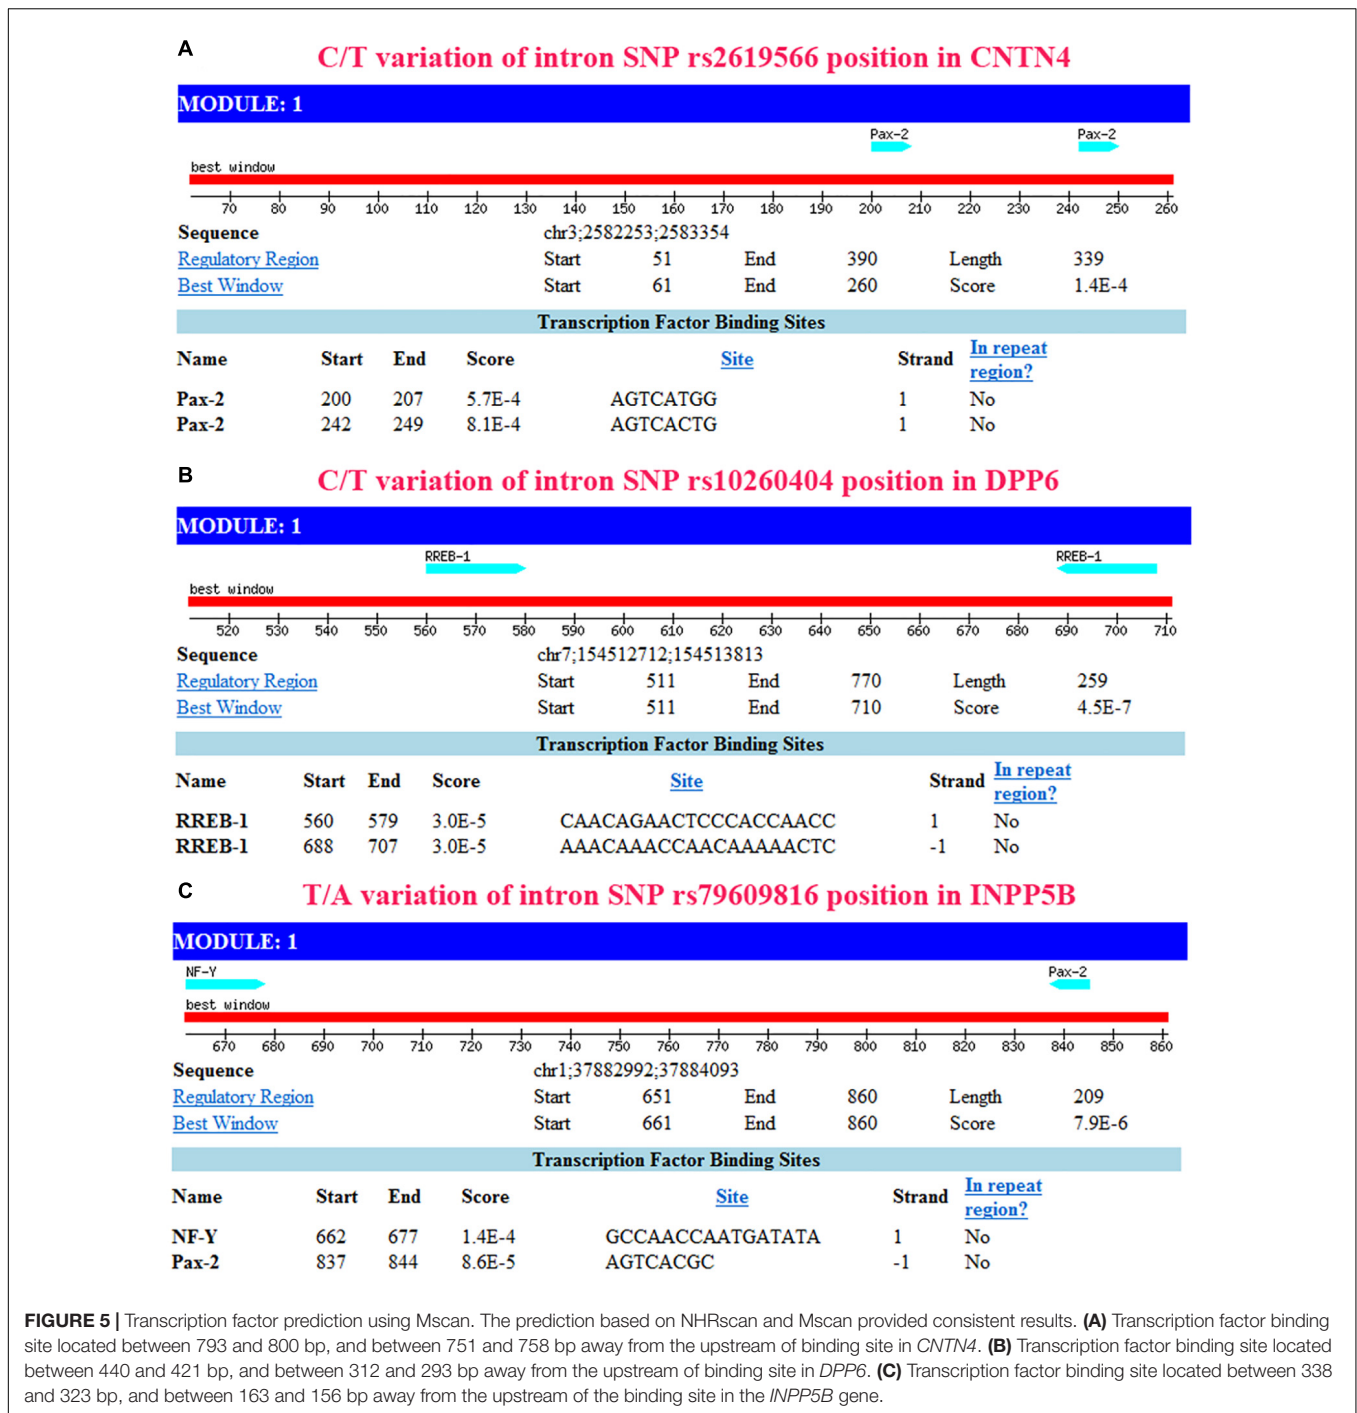 A
C/T variation of intron SNP rs2619566 position in CNTN4
MODULE: 1
Pax-2 Pax-2
best window
70 80 90 100 110 120 130 140 150 160 170 180 190 200 210 220 230 240 250 260
Sequence chr3;2582253;2583354
Regulatory Region Start 51 End 390 Length 339
Best Window Start 61 End 260 Score 1.4E-4
Transcription Factor Binding Sites
Name Start End Score Site Strand In repeat
region?
Pax-2 200 207 5.7E-4 AGTCATGG 1 No
Pax-2 242 249 8.1E-4 AGTCACTG 1 No
B
C/T variation of intron SNP rs10260404 position in DPP6
MODULE: 1
RREB-1 RREB-1
best window
520 530 540 550 560 570 580 590 600 610 620 630 640 650 660 670 680 690 700 710
Sequence chr7;154512712;154513813
Regulatory Region Start 511 End 770 Length 259
Best Window Start 511 End 710 Score 4.5E-7
Transcription Factor Binding Sites
Name Start End Score Site Strand In repeat
region?
RREB-1 560 579 3.0E-5 CAACAGAACTCCCACCAACC 1 No
RREB-1 688 707 3.0E-5 AAACAAACCAACAAAAACTC -1 No
C
T/A variation of intron SNP rs79609816 position in INPP5B
MODULE: 1
NF-Y Pax-2
best window
670 680 690 700 710 720 730 740 750 760 770 780 790 800 810 820 830 840 850 860
Sequence chr1;37882992;37884093
Regulatory Region Start 651 End 860 Length 209
Best Window Start 661 End 860 Score 7.9E-6
Transcription Factor Binding Sites
Name Start End Score Site Strand In repeat
region?
NF-Y 662 677 1.4E-4 GCCAACCAATGATATA 1 No
Pax-2 837 844 8.6E-5 AGTCACGC -1 No
FIGURE 5 | Transcription factor prediction using Mscan. The prediction based on NHRscan and Mscan provided consistent results. (A) Transcription factor binding
site located between 793 and 800 bp, and between 751 and 758 bp away from the upstream of binding site in CNTN4. (B) Transcription factor binding site located
between 440 and 421 bp, and between 312 and 293 bp away from the upstream of binding site in DPP6. (C) Transcription factor binding site located between 338
and 323 bp, and between 163 and 156 bp away from the upstream of the binding site in the INPP5B gene.